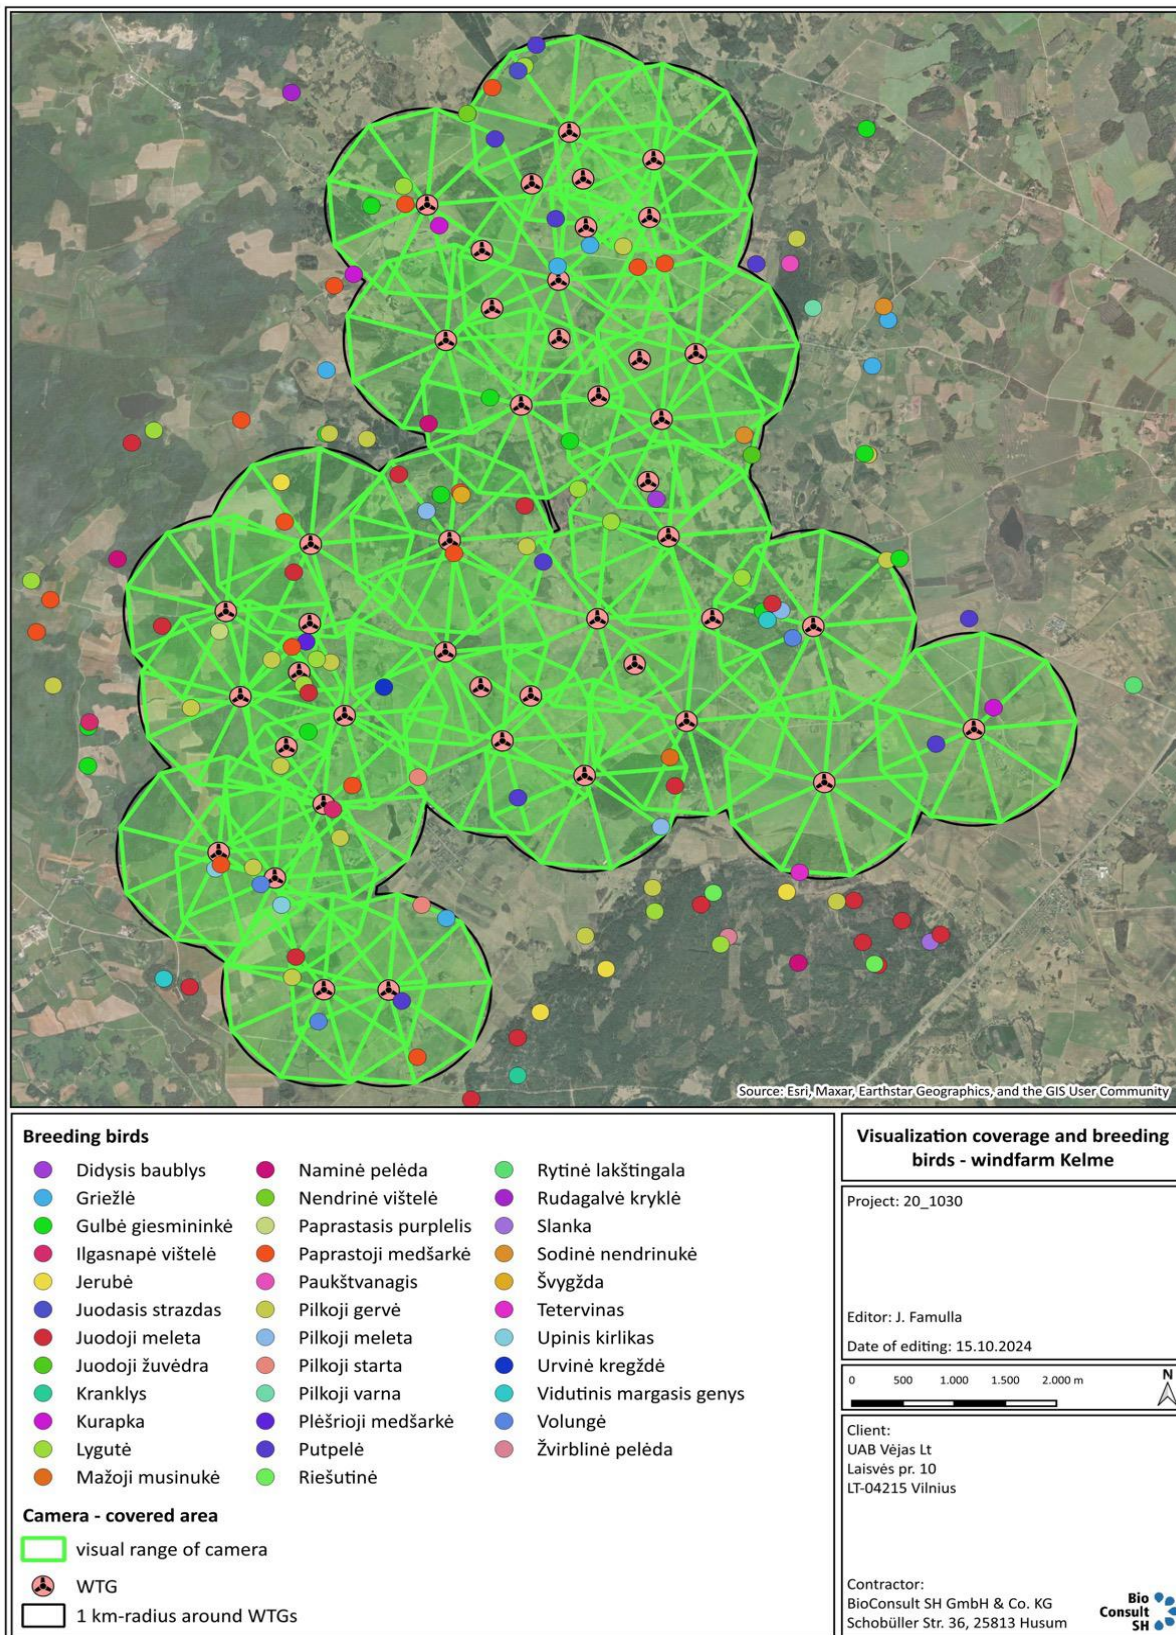 Source: Esri, Maxar, Earthstar Geographics, and the GIS User Community
Breeding birds
Didysis baublys
Griežlė
Gulbė giesmininkė
Ilgasnapė vištelė
Jerubė
Juodasis strazdas
Juodoji meleta
Juodoji žuvėdra
Kranklys
Kurapka
Lygutė
Mažoji musinukė
Naminė pelėda
Nendrinė vištelė
Paprastasis purplelis
Paprastoji medšarkė
Paukštvanagis
Pilkoji gervė
Pilkoji meleta
Pilkoji starta
Pilkoji varna
Plėšrioji medšarkė
Putpelė
Riešutinė
Rytinė lakštingala
Rudagalvė kryklė
Slanka
Sodinė nendrinukė
Švygžda
Tetervinas
Upinis kirlikas
Urvinė kregždė
Vidutinis margasis genys
Volungė
Žvirblinė pelėda
Camera - covered area
visual range of camera
WTG
1 km-radius around WTGs
Visualization coverage and breeding
birds - windfarm Kelme
Project: 20_1030
Editor: J. Famulla
Date of editing: 15.10.2024
0 500 1.000 1.500 2.000 m
N
Client:
UAB Vėjas Lt
Laisvės pr. 10
LT-04215 Vilnius
Contractor:
BioConsult SH GmbH & Co. KG
Schobüller Str. 36, 25813 Husum
Bio
Consult
SH